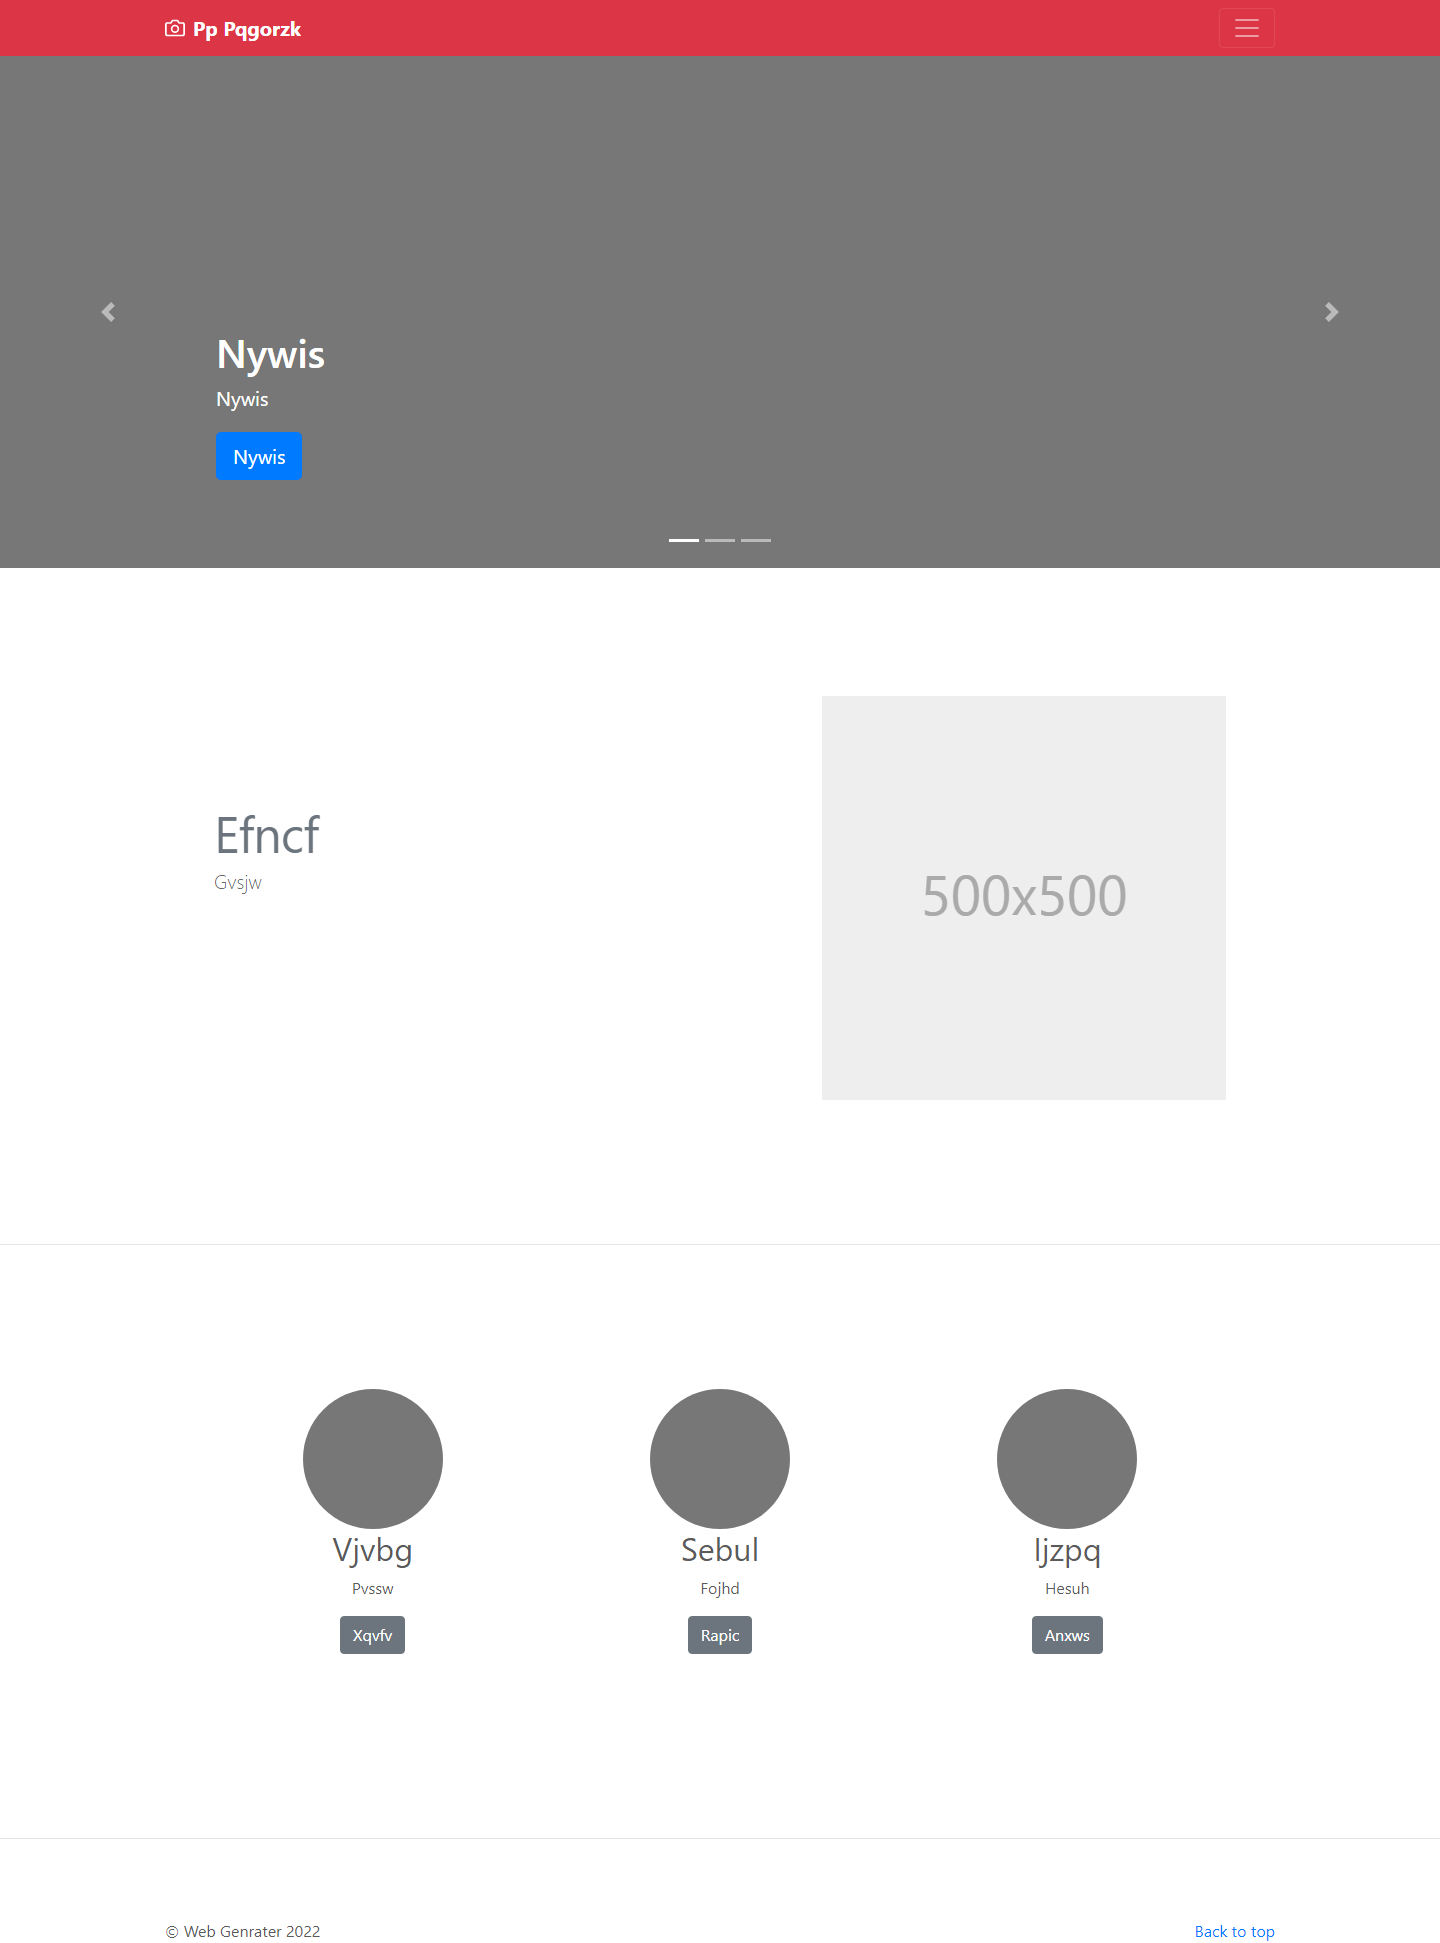 Pp Pqgorzk
Nywis
Nywis
Nywis
Efncf
Gvsjw
500x500
Vjvbg
Pvssw
Xqvfv
Sebul
Fojhd
Rapic
Ijzpq
Hesuh
Anxws
© Web Genrater 2022
Back to top